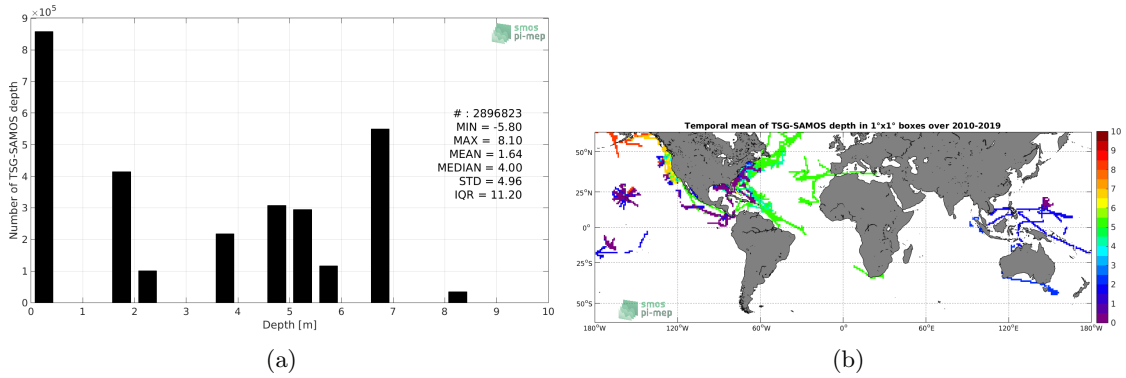 9 ×10⁵
8
7
6
5
4
3
2
1
0
Number of TSG-SAMOS depth
smos
pi-mep
# : 2896823
MIN = -5.80
MAX = 8.10
MEAN = 1.64
MEDIAN = 4.00
STD = 4.96
IQR = 11.20
0 1 2 3 4 5 6 7 8 9 10
Depth [m]
(a)
Temporal mean of TSG-SAMOS depth in 1°x1° boxes over 2010-2019
50°N
25°N
0°
25°S
50°S
smos
pi-mep
180°W 120°W 60°W 0° 60°E 120°E 180°W
10
9
8
7
6
5
4
3
2
1
0
(b)